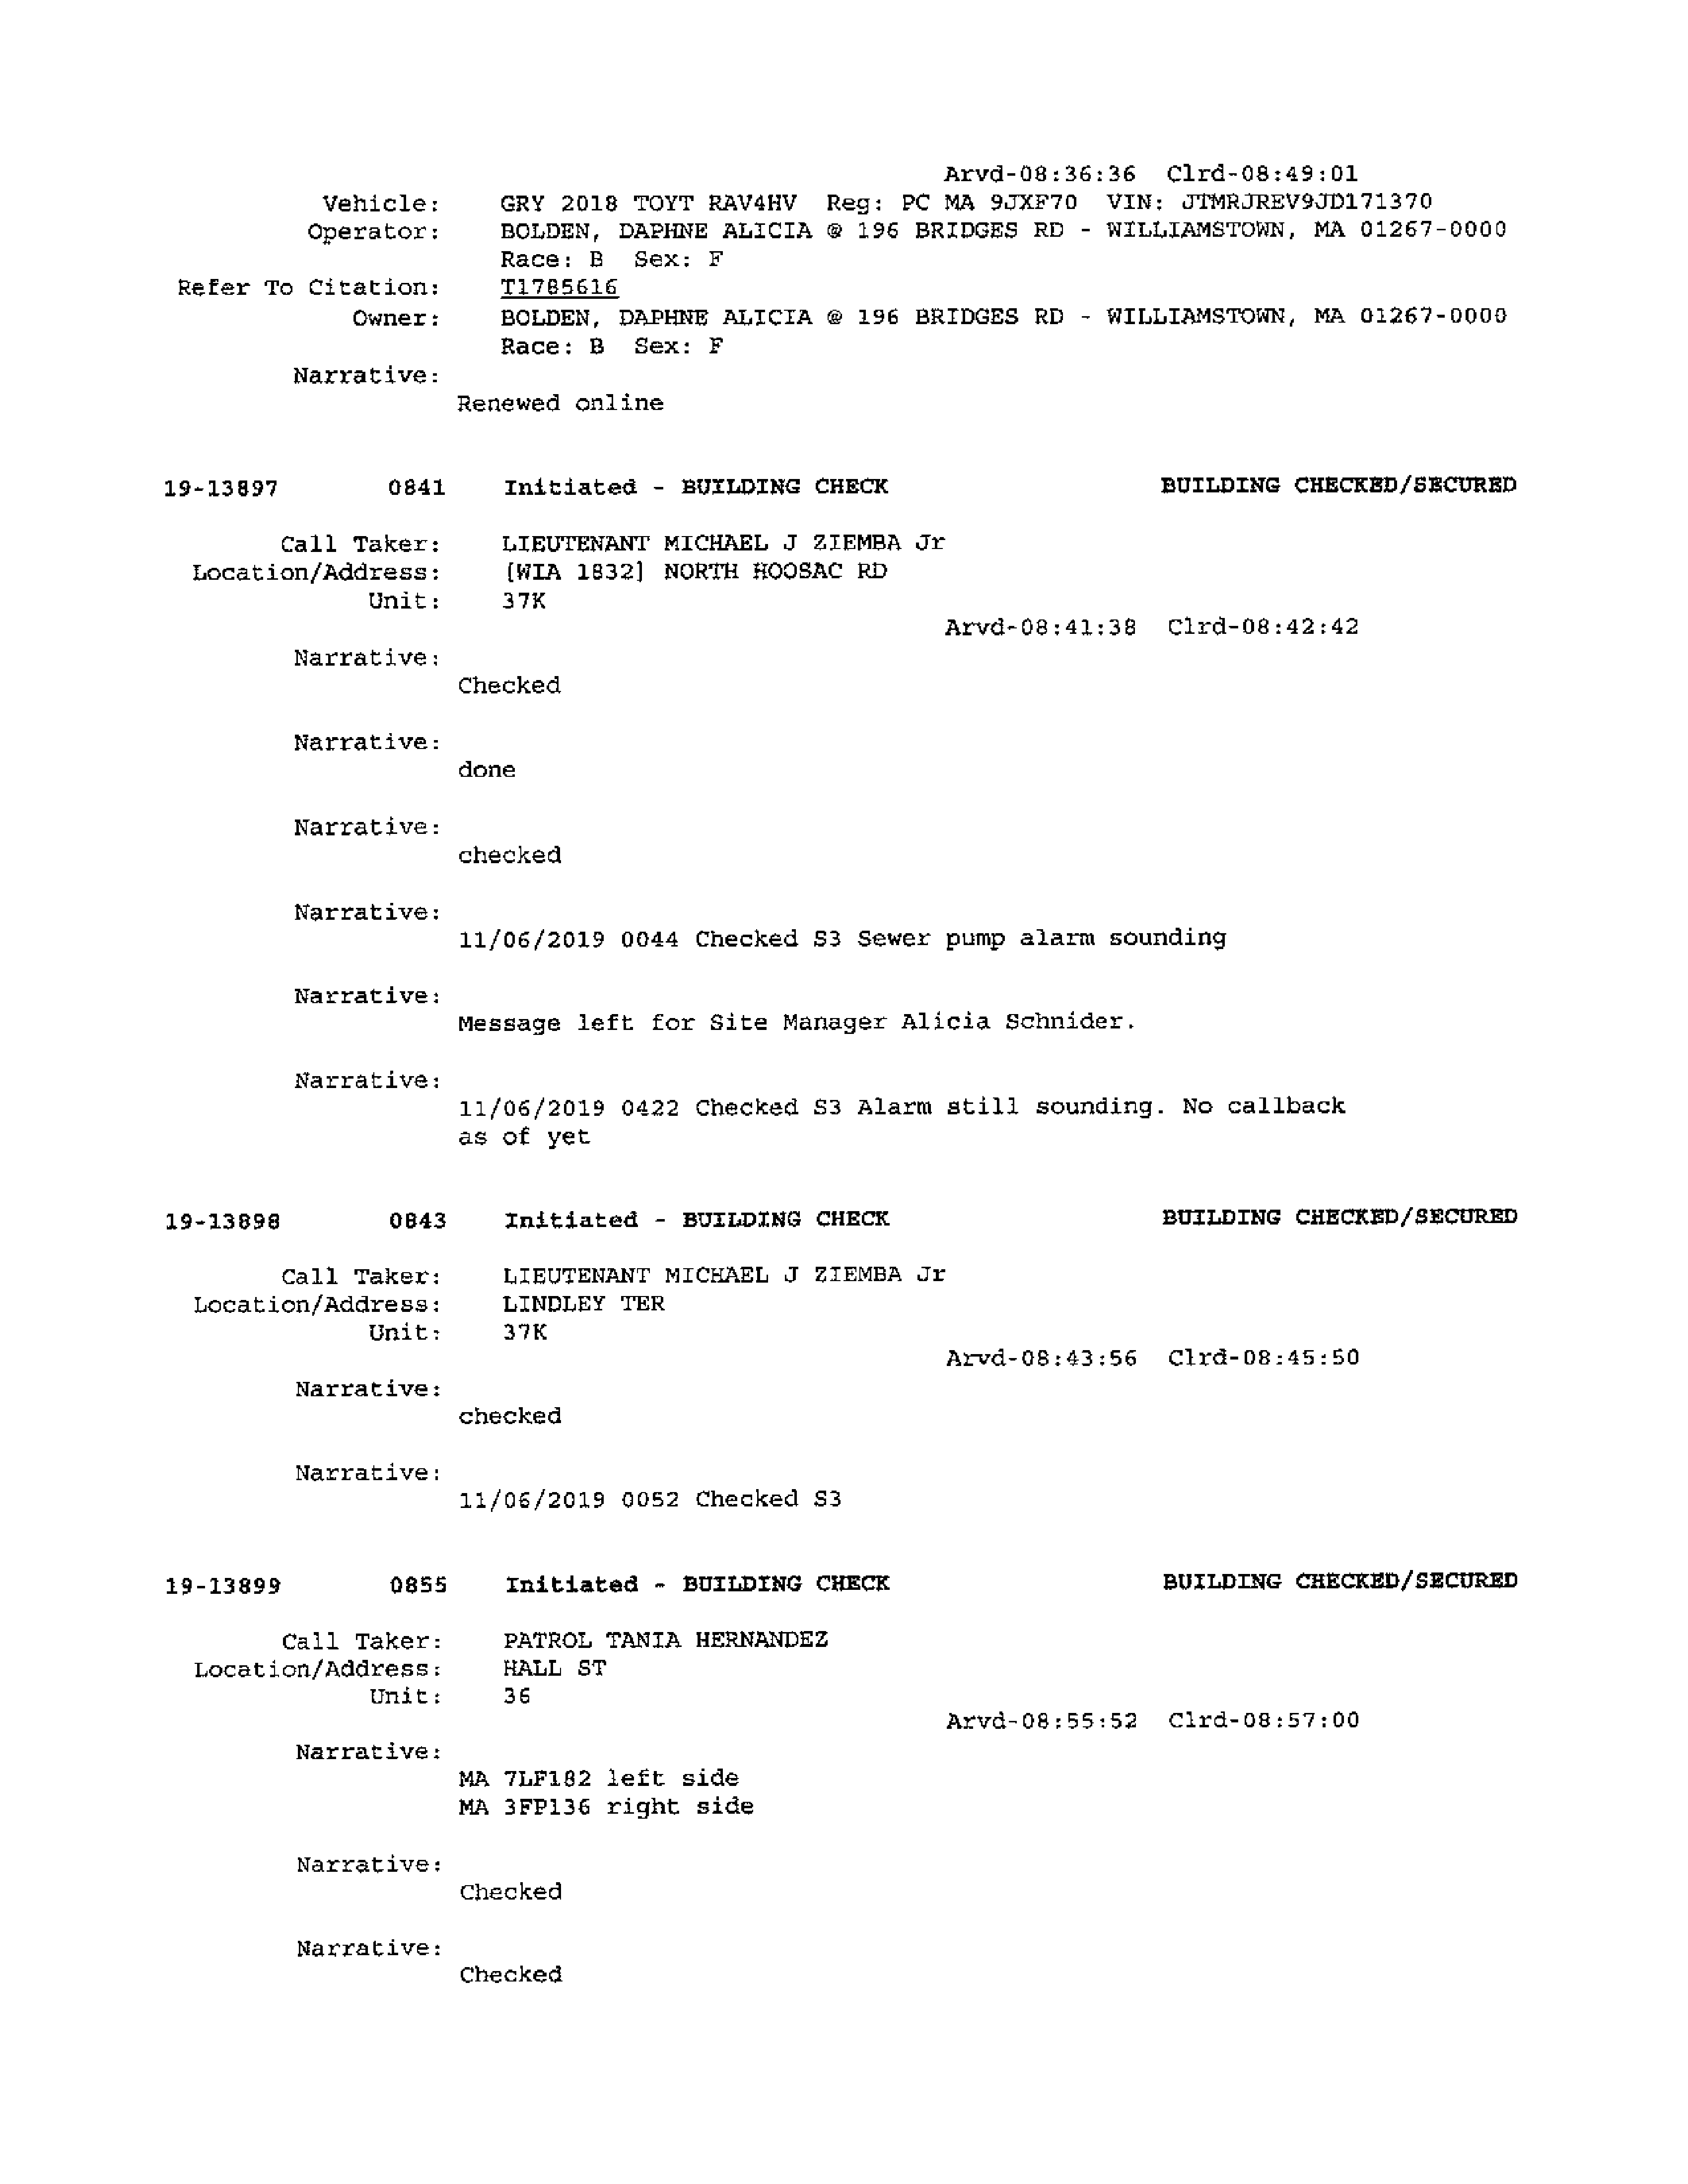 Arvd-08:36:36 Clrd-08:49:01
Vehicle: GRY 2018 TOYT RAV4HV Reg: PC MA 9JXF70 VIN: JTMRJREV9JD171370
Operator: BOLDEN, DAPHNE ALICIA @ 196 BRIDGES RD - WILLIAMSTOWN, MA 01267-0000
Race: B Sex: F
Refer To Citation: T1785616
Owner: BOLDEN, DAPHNE ALICIA @ 196 BRIDGES RD - WILLIAMSTOWN, MA 01267-0000
Race: B Sex: F
Narrative:
Renewed online
19-13897 0841 Initiated - BUILDING CHECK BUILDING CHECKED/SECURED
Call Taker: LIEUTENANT MICHAEL J ZIEMBA Jr
Location/Address: [WIA 1832] NORTH HOOSAC RD
Unit: 37K
Arvd-08:41:38 Clrd-08:42:42
Narrative:
Checked
Narrative:
done
Narrative:
checked
Narrative:
11/06/2019 0044 Checked S3 Sewer pump alarm sounding
Narrative:
Message left for Site Manager Alicia Schnider.
Narrative:
11/06/2019 0422 Checked S3 Alarm still sounding. No callback
as of yet
19-13898 0843 Initiated - BUILDING CHECK BUILDING CHECKED/SECURED
Call Taker: LIEUTENANT MICHAEL J ZIEMBA Jr
Location/Address: LINDLEY TER
Unit: 37K
Arvd-08:43:56 Clrd-08:45:50
Narrative:
checked
Narrative:
11/06/2019 0052 Checked S3
19-13899 0855 Initiated - BUILDING CHECK BUILDING CHECKED/SECURED
Call Taker: PATROL TANIA HERNANDEZ
Location/Address: HALL ST
Unit: 36
Arvd-08:55:52 Clrd-08:57:00
Narrative:
MA 7LF182 left side
MA 3FP136 right side
Narrative:
Checked
Narrative:
Checked